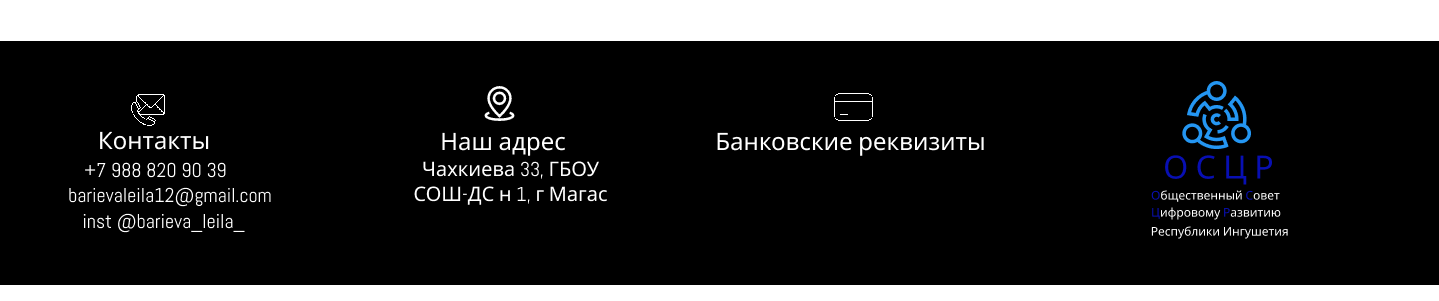 Контакты
+7 988 820 90 39
barievaleila12@gmail.com
inst @barieva_leila_
Наш адрес
Чахкиева 33, ГБОУ
СОШ-ДС н 1, г Магас
Банковские реквизиты
ОСЦР
Общественный Совет
Цифровому Развитию
Республики Ингушетия